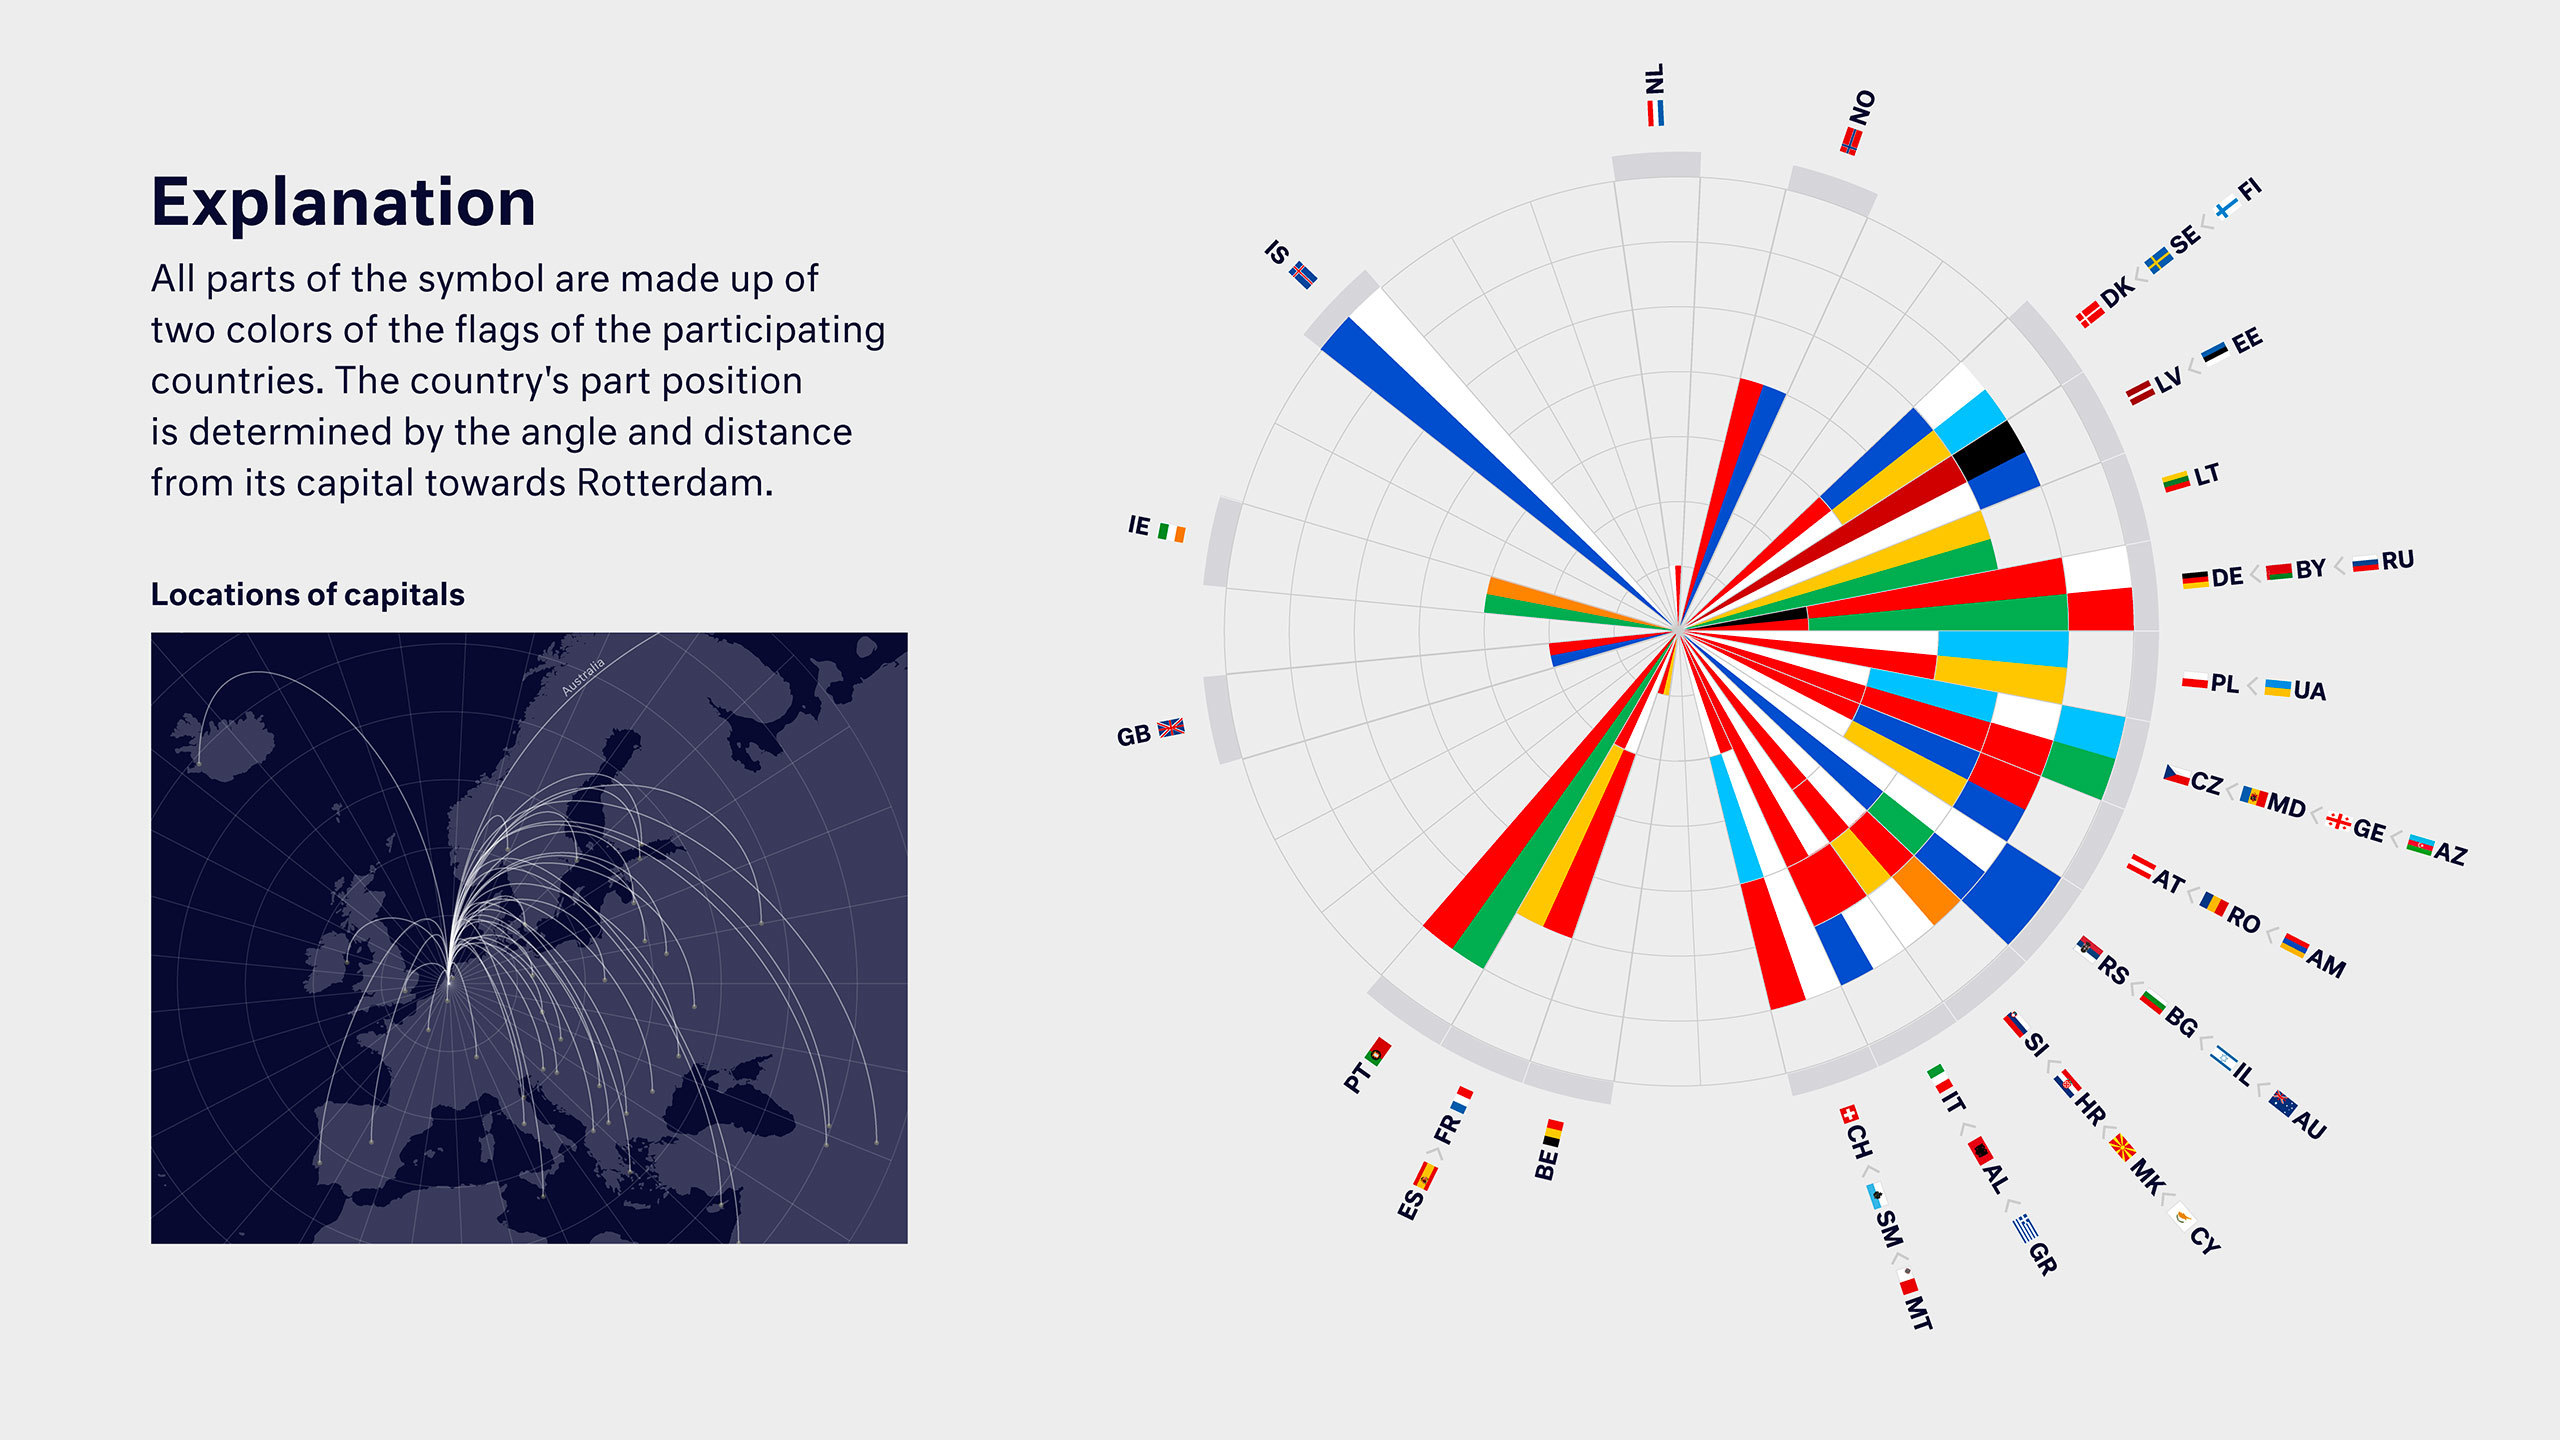 Explanation
All parts of the symbol are made up of
two colors of the flags of the participating
countries. The country's part position
is determined by the angle and distance
from its capital towards Rotterdam.
Locations of capitals
Australia
NL
NO
DK < SE < FI
LV < EE
LT
DE < BY < RU
PL < UA
CZ < MD < GE < AZ
AT < RO < AM
RS < BG < IL < AU
SI < HR < MK < CY
IT < AL < GR
CH < SM < MT
BE
ES > FR
PT
GB
IE
IS